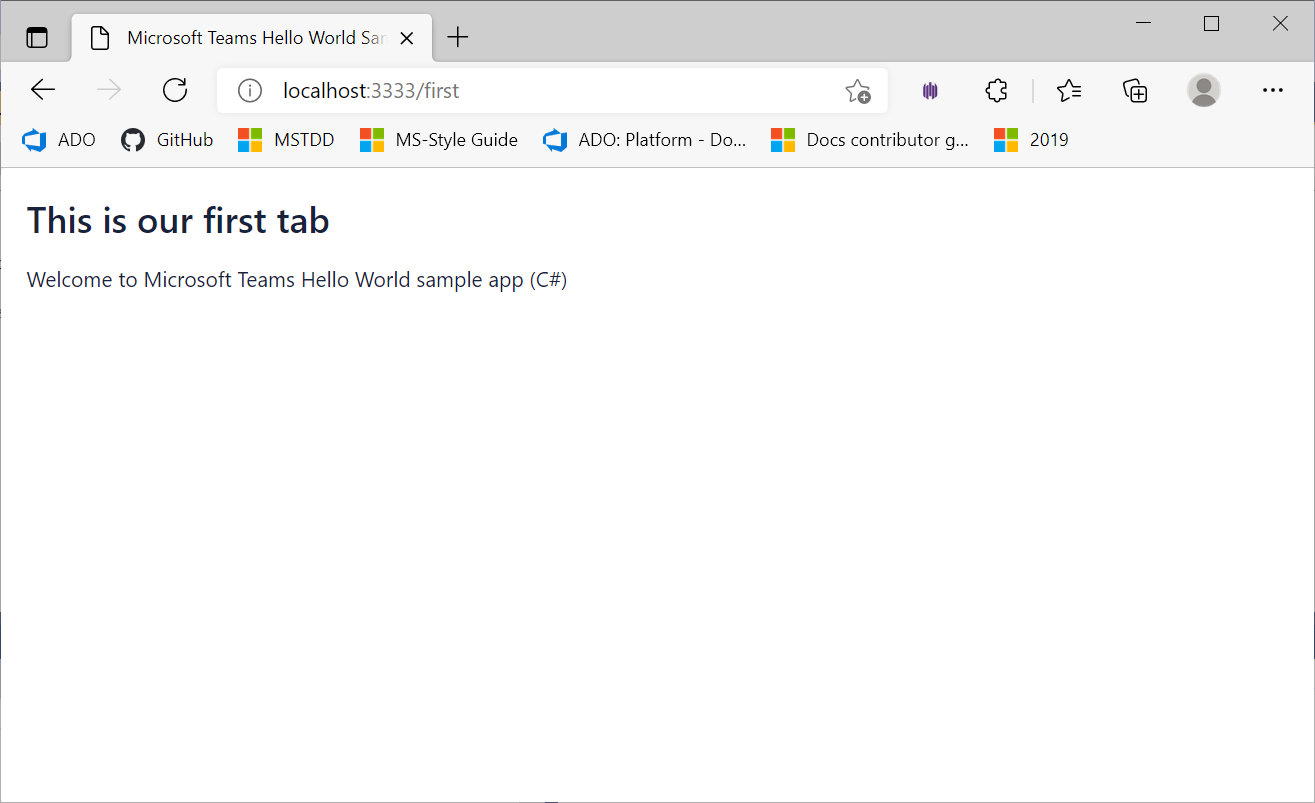 Microsoft Teams Hello World Sar
localhost:3333/first
ADO GitHub MSTDD MS-Style Guide ADO: Platform - Do... Docs contributor g... 2019
This is our first tab
Welcome to Microsoft Teams Hello World sample app (C#)